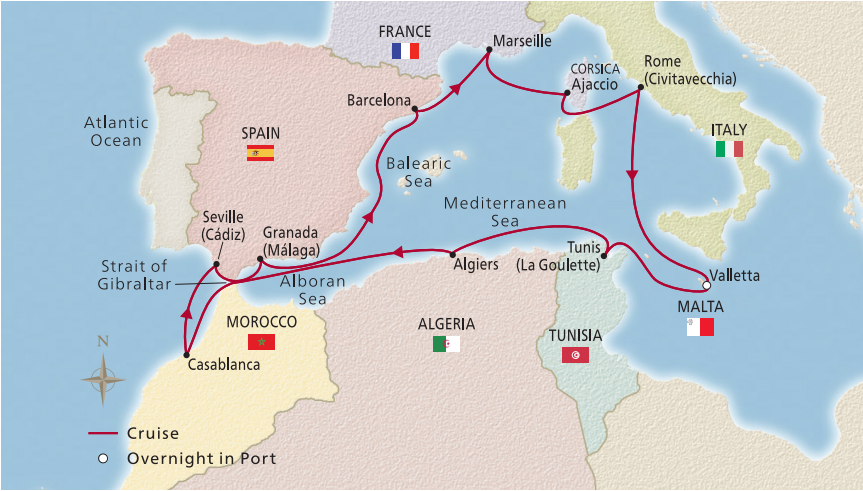 FRANCE
Marseille
CORSICA
Ajaccio
Rome
(Civitavecchia)
Barcelona
Atlantic
Ocean
SPAIN
ITALY
Balearic
Sea
Mediterranean
Sea
Seville
(Cádiz)
Granada
(Málaga)
Strait of
Gibraltar
Alboran
Sea
Algiers
Tunis
(La Goulette)
Valletta
MALTA
MOROCCO
ALGERIA
TUNISIA
Casablanca
N
Cruise
Overnight in Port